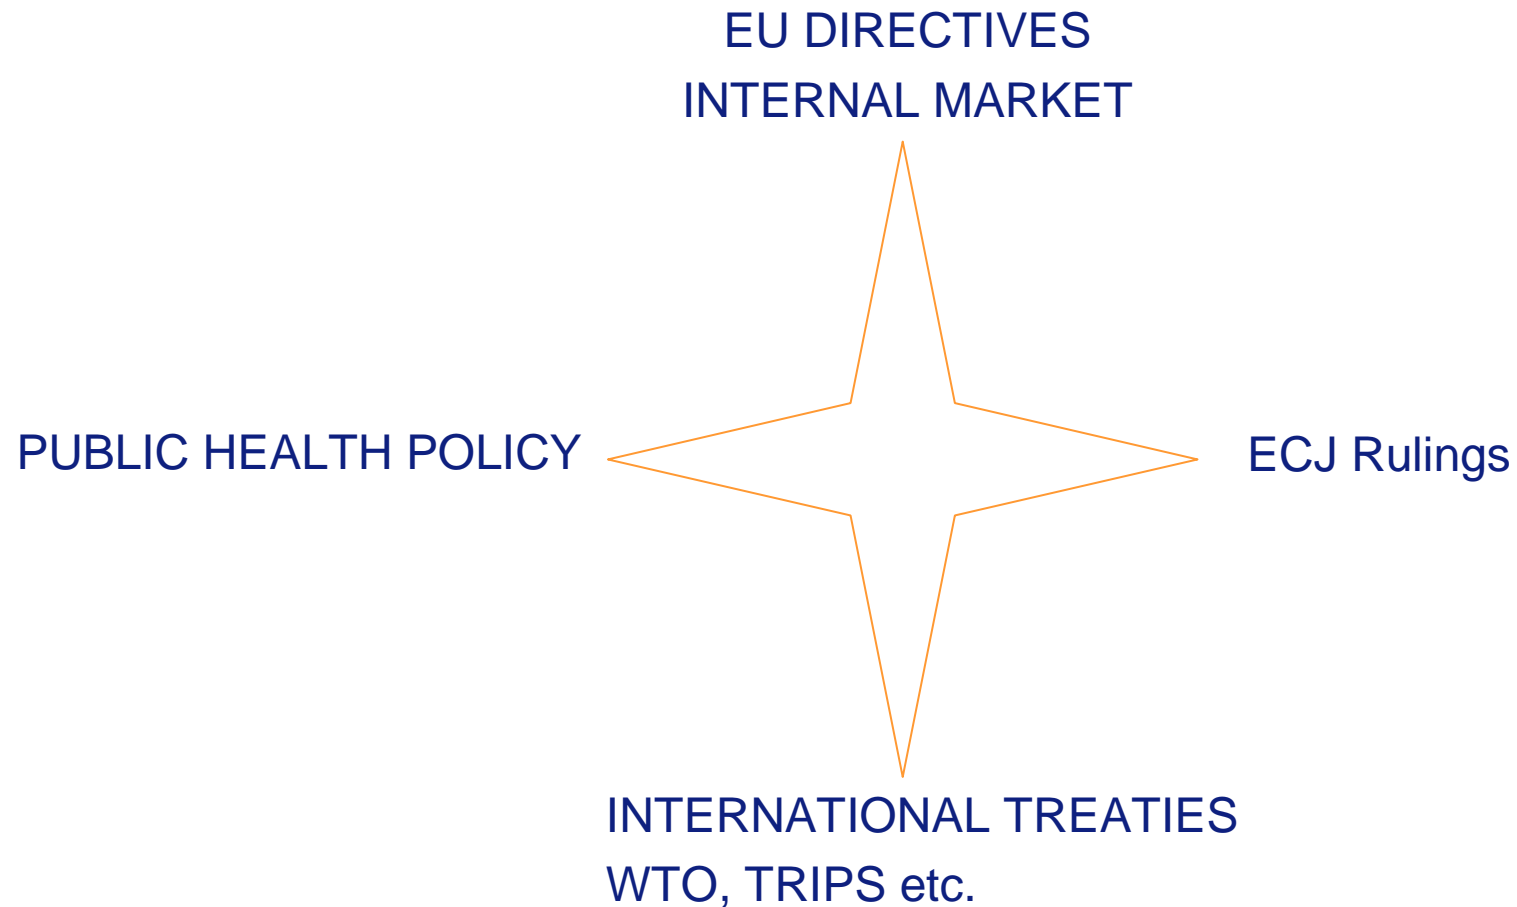 EU DIRECTIVES
INTERNAL MARKET
PUBLIC HEALTH POLICY
ECJ Rulings
INTERNATIONAL TREATIES
WTO, TRIPS etc.